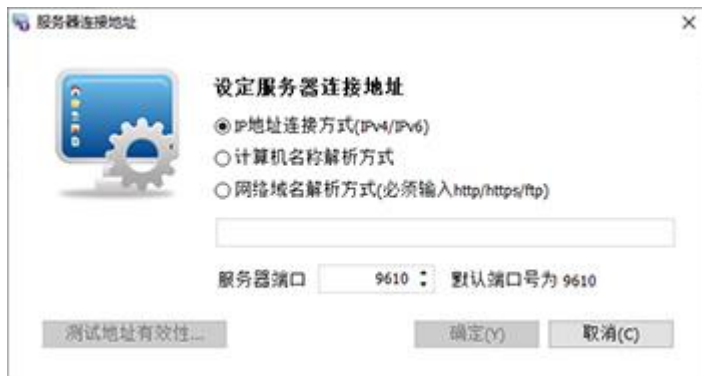 服务器连接地址
设定服务器连接地址
IP地址连接方式(IPv4/IPv6)
计算机名称解析方式
网络域名解析方式(必须输入http/https/ftp)
服务器端口 9610 默认端口号为 9610
测试地址有效性... 确定(Y) 取消(C)